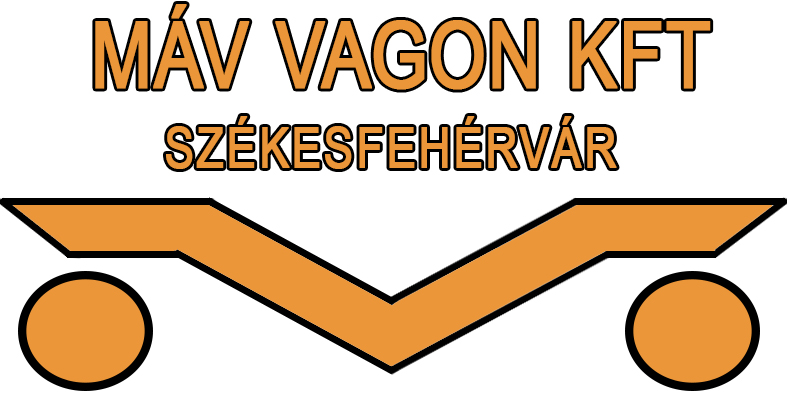 MÁV VAGON KFT
SZÉKESFEHÉRVÁR